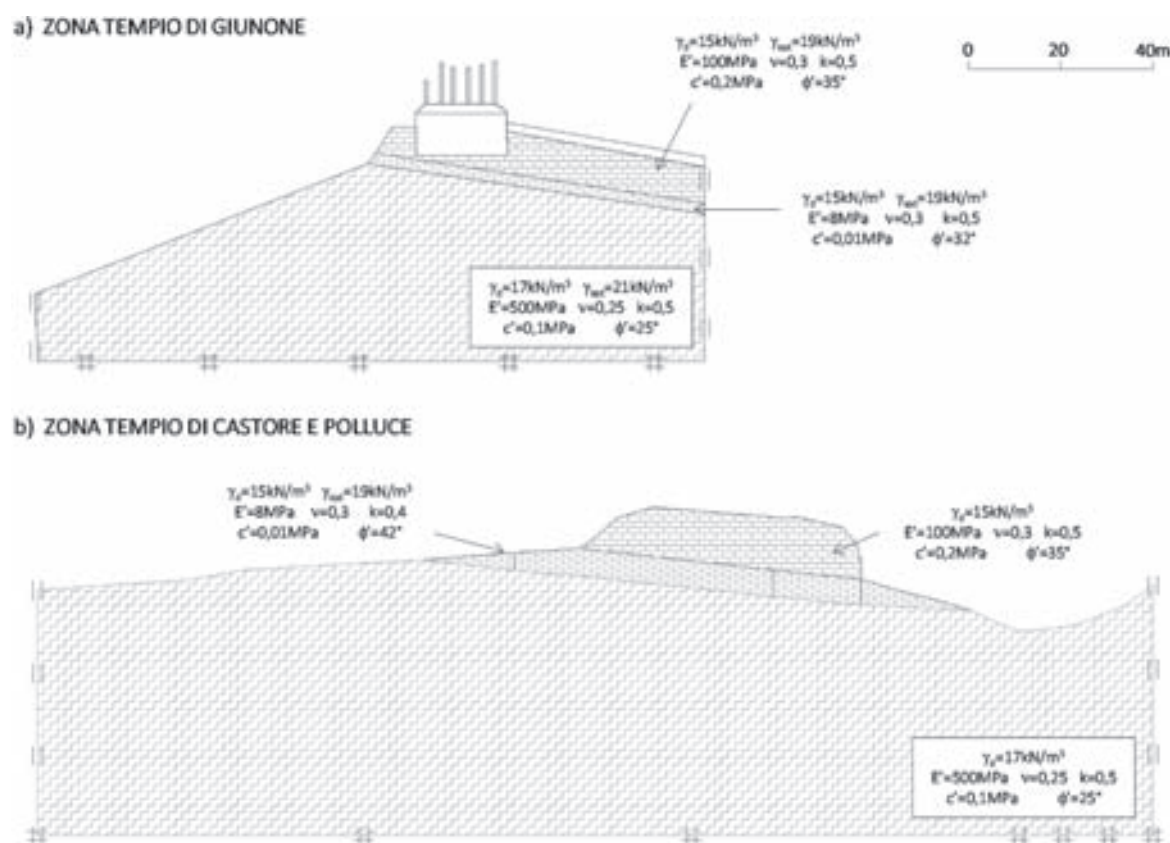 a) ZONA TEMPIO DI GIUNONE
γd=15kN/m³ γsat=19kN/m³
E'=100MPa ν=0,3 k=0,5
c'=0,2MPa ϕ'=35°
0 20 40m
γd=15kN/m³ γsat=19kN/m³
E'=8MPa ν=0,3 k=0,5
c'=0,01MPa ϕ'=32°
γd=17kN/m³ γsat=21kN/m³
E'=500MPa ν=0,25 k=0,5
c'=0,1MPa ϕ'=25°
b) ZONA TEMPIO DI CASTORE E POLLUCE
γd=15kN/m³ γsat=19kN/m³
E'=8MPa ν=0,3 k=0,4
c'=0,01MPa ϕ'=42°
γd=15kN/m³
E'=100MPa ν=0,3 k=0,5
c'=0,2MPa ϕ'=35°
γd=17kN/m³
E'=500MPa ν=0,25 k=0,5
c'=0,1MPa ϕ'=25°